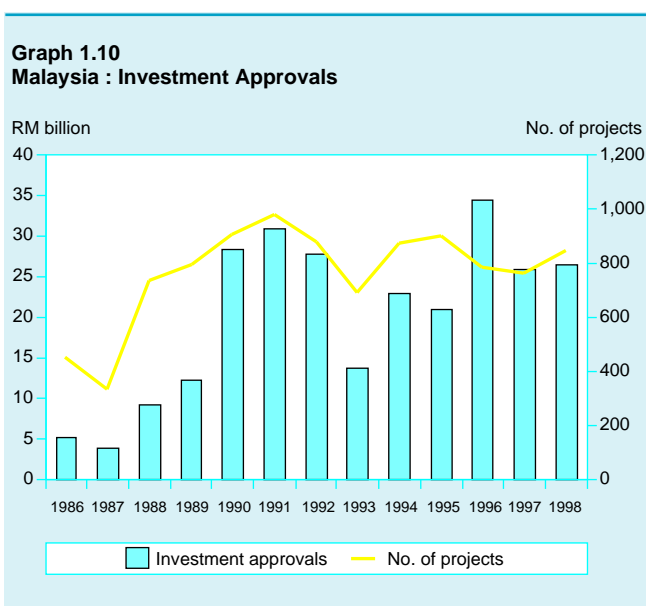 Graph 1.10
Malaysia : Investment Approvals
RM billion No. of projects
40 1,200
35 1,000
30 800
25 600
20 400
15 200
10 0
5
0
1986 1987 1988 1989 1990 1991 1992 1993 1994 1995 1996 1997 1998
Investment approvals No. of projects